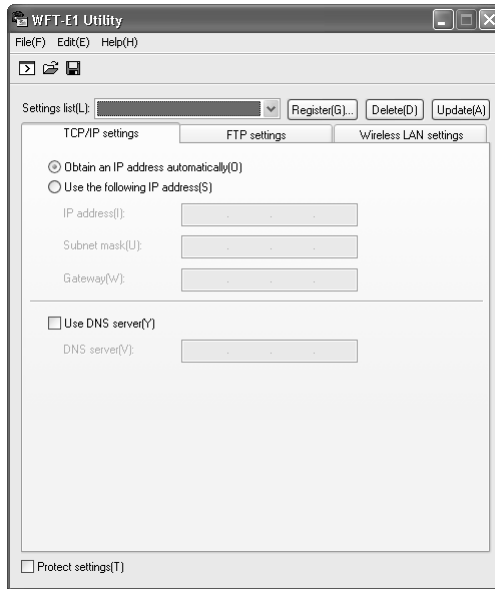 WFT-E1 Utility
File(F) Edit(E) Help(H)
Settings list(L): Register(G)... Delete(D) Update(A)
TCP/IP settings FTP settings Wireless LAN settings
Obtain an IP address automatically(O)
Use the following IP address(S)
IP address(I):
Subnet mask(U):
Gateway(W):
Use DNS server(Y)
DNS server(V):
Protect settings(T)